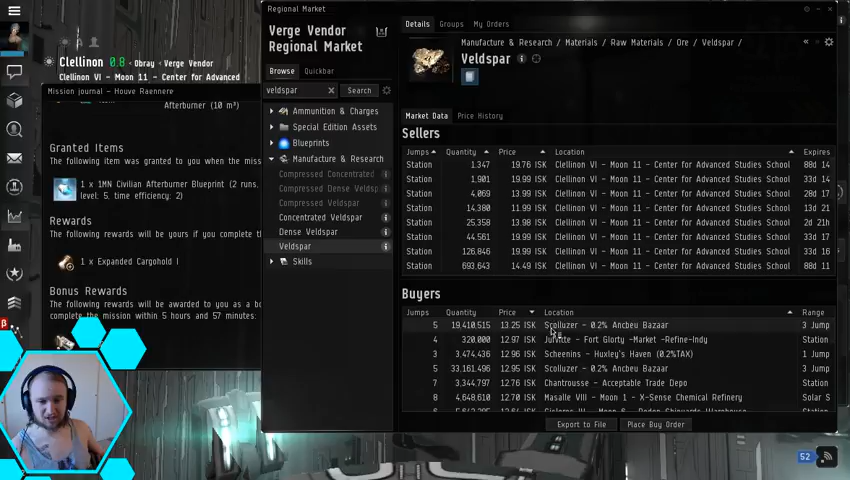 Clellinon 0.8 ‹ Obray ‹ Verge Vendor
Clellinon VI - Moon 11 - Center for Advanced
Mission journal - Houve Raennere
Afterburner (10 m³)
Granted Items
The following item was granted to you when the miss
1 x 1MN Civilian Afterburner Blueprint (2 runs,
level: 5, time efficiency: 2)
Rewards
The following rewards will be yours if you complete
1 x Expanded Cargohold I
Bonus Rewards
The following rewards will be awarded to you as a bo
mission within 5 hours and 57 minutes:
Regional Market
Verge Vendor
Regional Market
Browse Quickbar
veldspar Search
Ammunition & Charges
Special Edition Assets
Blueprints
Manufacture & Research
Compressed Concentrated
Compressed Dense Veldsp
Compressed Veldspar
Concentrated Veldspar
Dense Veldspar
Veldspar
Skills
Details Groups My Orders
Manufacture & Research / Materials / Raw Materials / Ore / Veldspar /
Veldspar
Market Data Price History
Sellers
Jumps Quantity Price Location Expires
Station 1,347 19.76 ISK Clellinon VI - Moon 11 - Center for Advanced Studies School 88d 14
Station 1,901 19.99 ISK Clellinon VI - Moon 11 - Center for Advanced Studies School 33d 14
Station 4,069 13.99 ISK Clellinon VI - Moon 11 - Center for Advanced Studies School 28d 17
Station 14,380 11.99 ISK Clellinon VI - Moon 11 - Center for Advanced Studies School 13d 21
Station 25,358 13.98 ISK Clellinon VI - Moon 11 - Center for Advanced Studies School 2d 21h
Station 44,561 19.99 ISK Clellinon VI - Moon 11 - Center for Advanced Studies School 33d 17
Station 126,846 19.99 ISK Clellinon VI - Moon 11 - Center for Advanced Studies School 33d 16
Station 693,643 14.49 ISK Clellinon VI - Moon 11 - Center for Advanced Studies School 88d 11
Buyers
Jumps Quantity Price Location Range
5 19,410,515 13.25 ISK Scolluzer - 0.2% Ancbeu Bazaar 3 Jump
4 320,000 12.97 ISK Jufvitte - Fort Glorty -Market -Refine-Indy Station
3 3,474,436 12.96 ISK Scheenins - Huxley's Haven (0.2%TAX) 1 Jump
5 33,161,496 12.95 ISK Scolluzer - 0.2% Ancbeu Bazaar 3 Jump
7 3,344,797 12.76 ISK Chantrousse - Acceptable Trade Depo Station
8 4,648,610 12.70 ISK Masalle VIII - Moon 1 - X-Sense Chemical Refinery Solar S
Export to File Place Buy Order
52